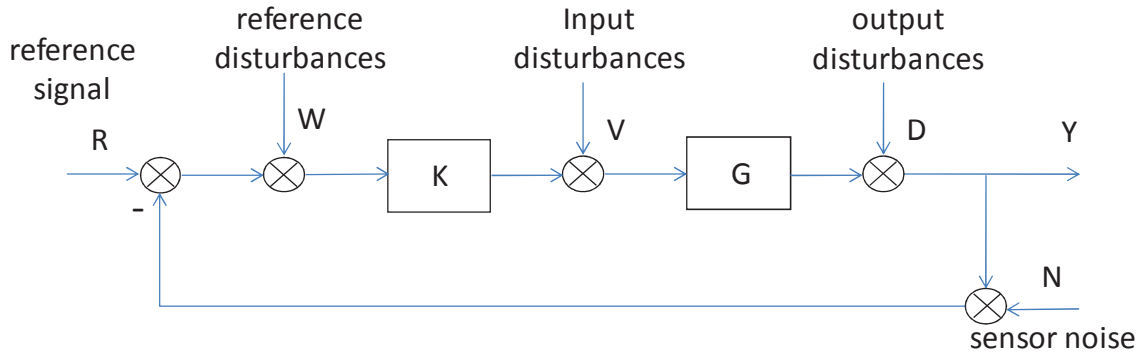 reference
signal
reference
disturbances
Input
disturbances
output
disturbances
R
W
V
D
Y
K
G
-
N
sensor noise